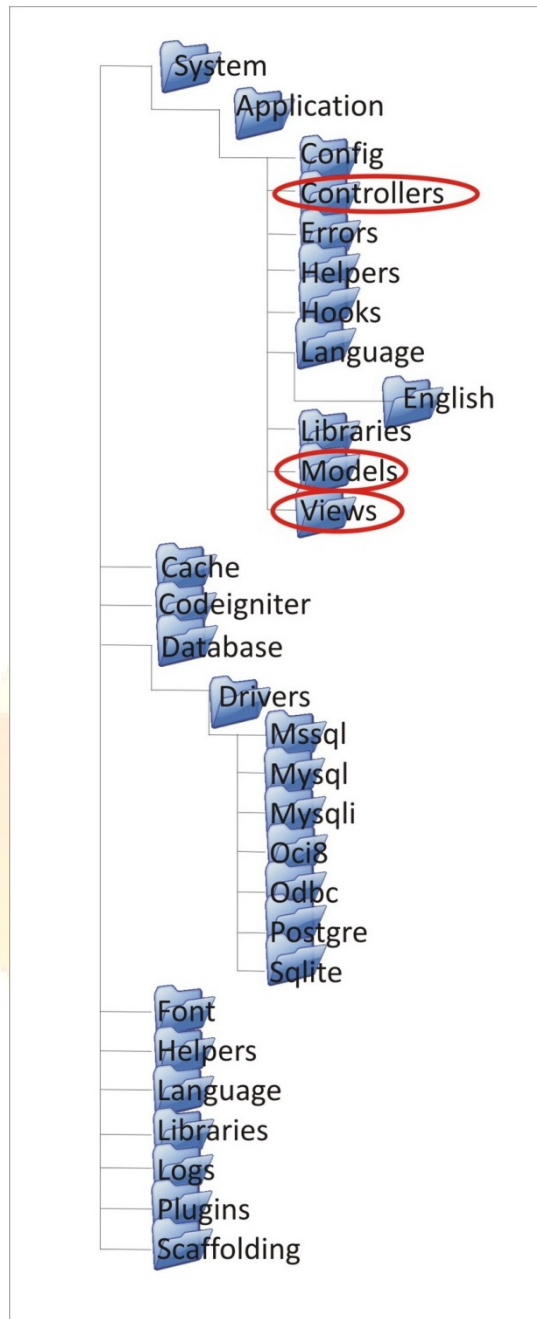 System
Application
Config
Controllers
Errors
Helpers
Hooks
Language
English
Libraries
Models
Views
Cache
Codeigniter
Database
Drivers
Mssql
Mysql
Mysqli
Oci8
Odbc
Postgre
Sqlite
Font
Helpers
Language
Libraries
Logs
Plugins
Scaffolding